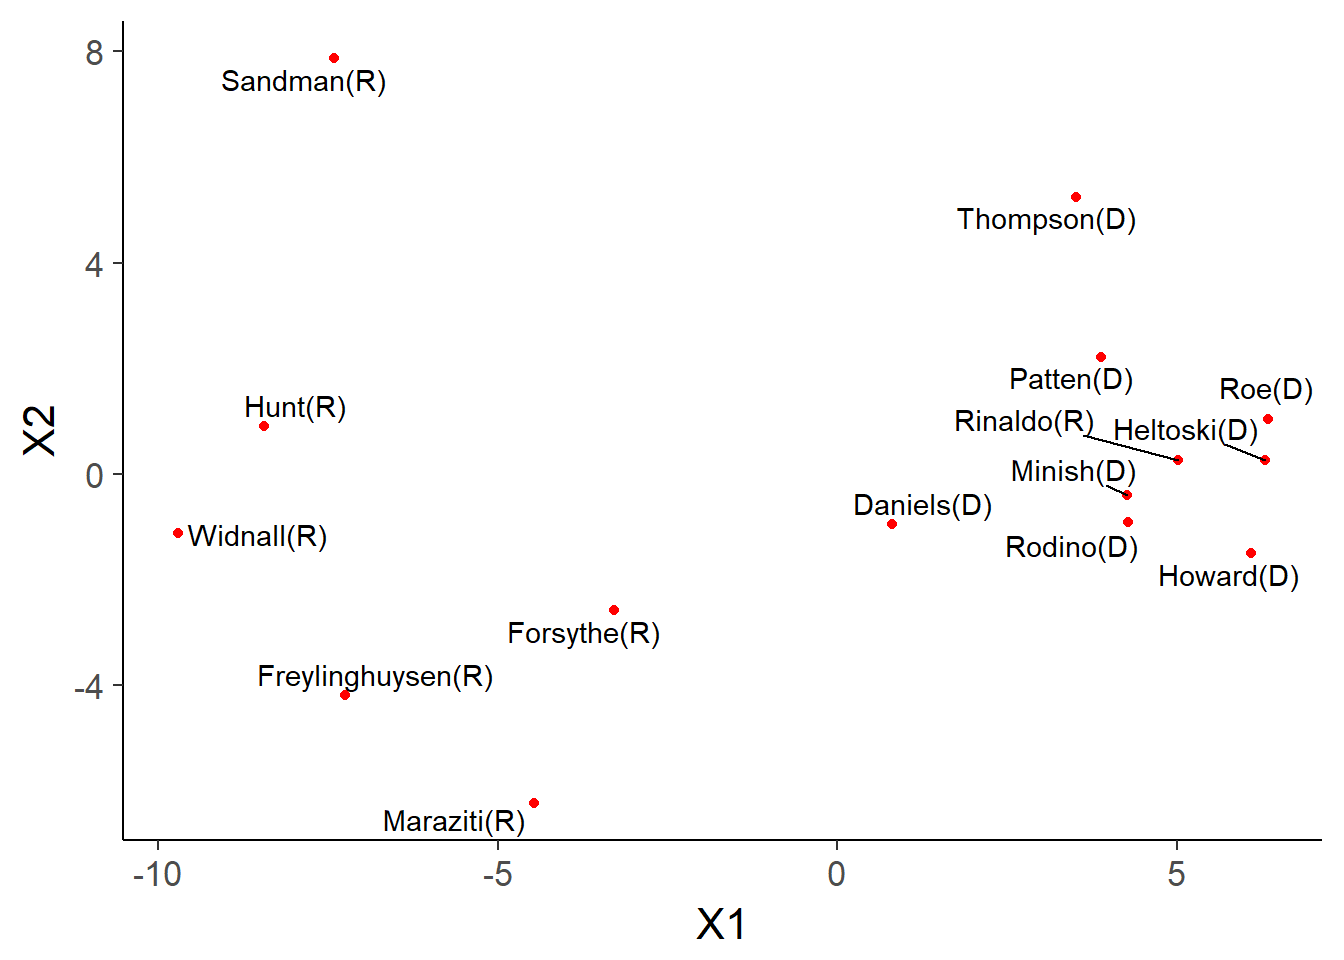 8
Sandman(R)
Thompson(D)
4
Patten(D)
Roe(D)
Hunt(R)
Rinaldo(R)
Heltoski(D)
X2
Minish(D)
0
Daniels(D)
Widnall(R)
Rodino(D)
Howard(D)
Forsythe(R)
Freylinghuysen(R)
-4
Maraziti(R)
-10
-5
0
5
X1